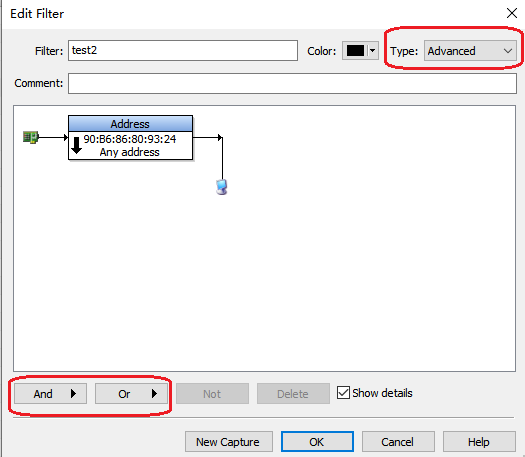 Edit Filter
Filter: test2 Color: Type: Advanced
Comment:
Address
90:B6:86:80:93:24
Any address
And Or Not Delete Show details
New Capture OK Cancel Help